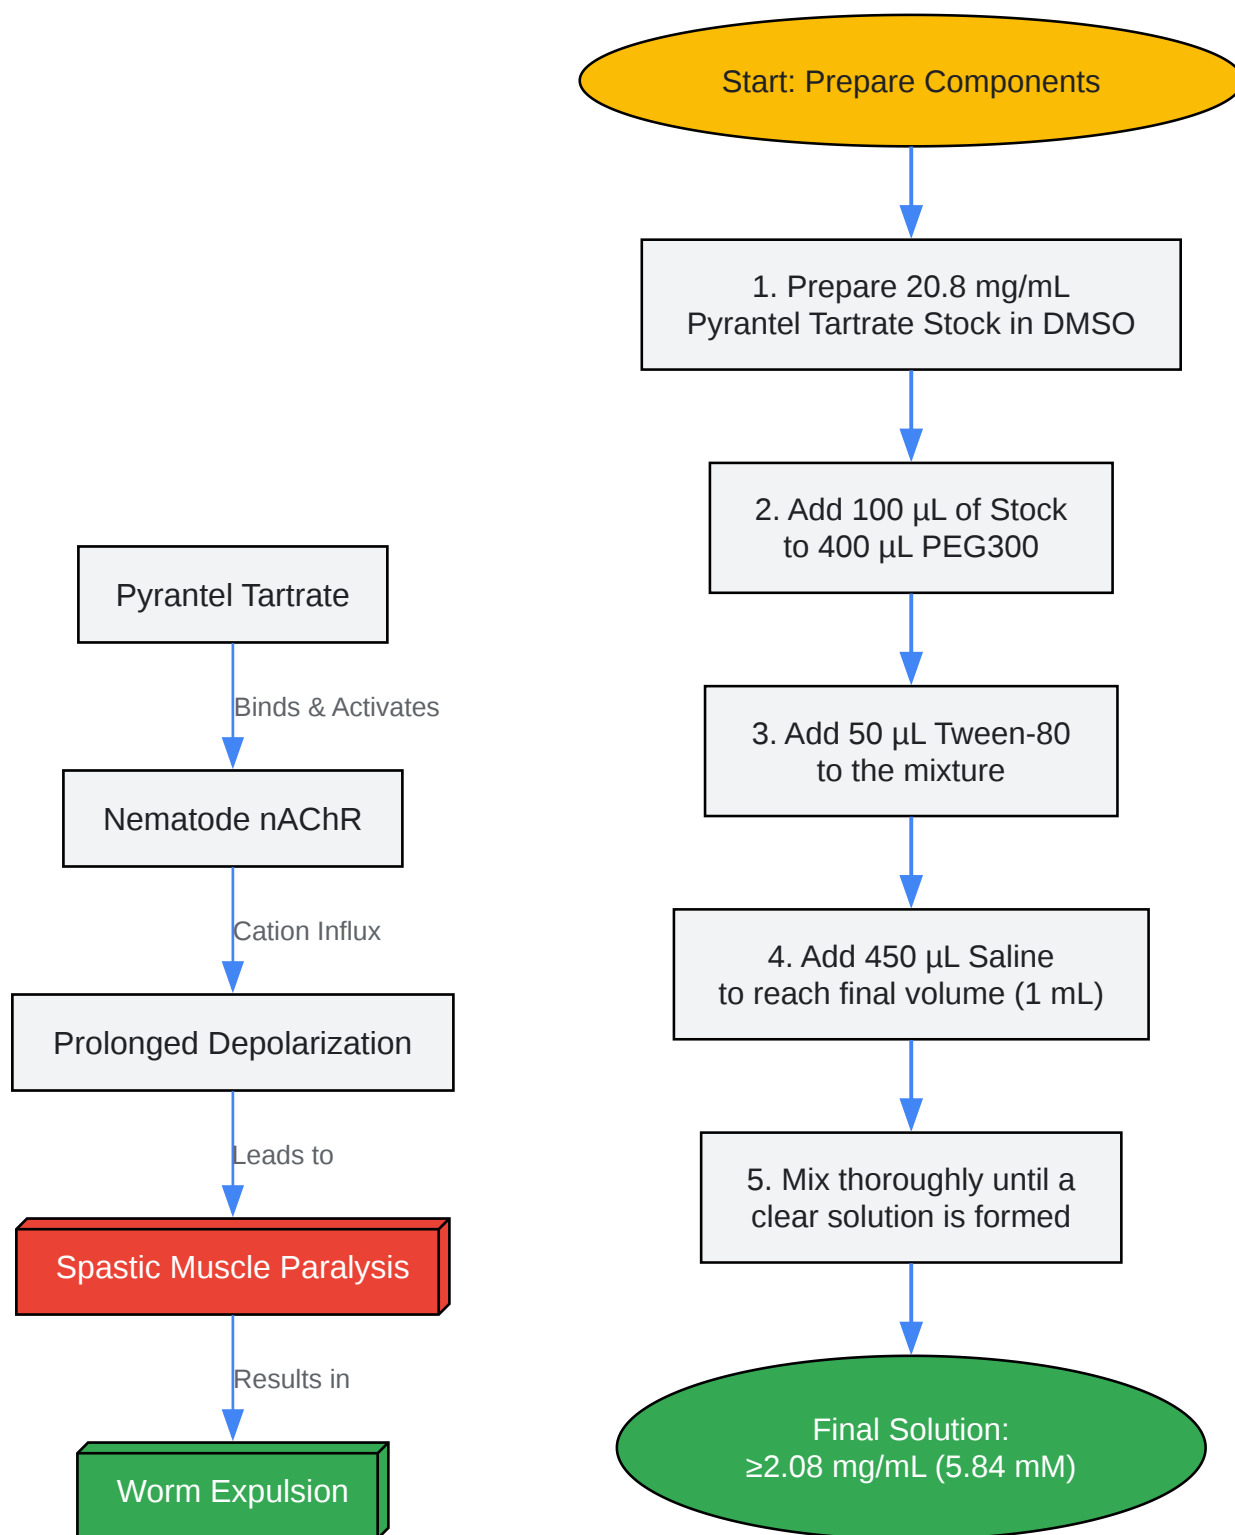 Pyrantel Tartrate
Binds & Activates
Nematode nAChR
Cation Influx
Prolonged Depolarization
Leads to
Spastic Muscle Paralysis
Results in
Worm Expulsion
Start: Prepare Components
1. Prepare 20.8 mg/mL
Pyrantel Tartrate Stock in DMSO
2. Add 100 µL of Stock
to 400 µL PEG300
3. Add 50 µL Tween-80
to the mixture
4. Add 450 µL Saline
to reach final volume (1 mL)
5. Mix thoroughly until a
clear solution is formed
Final Solution:
≥2.08 mg/mL (5.84 mM)